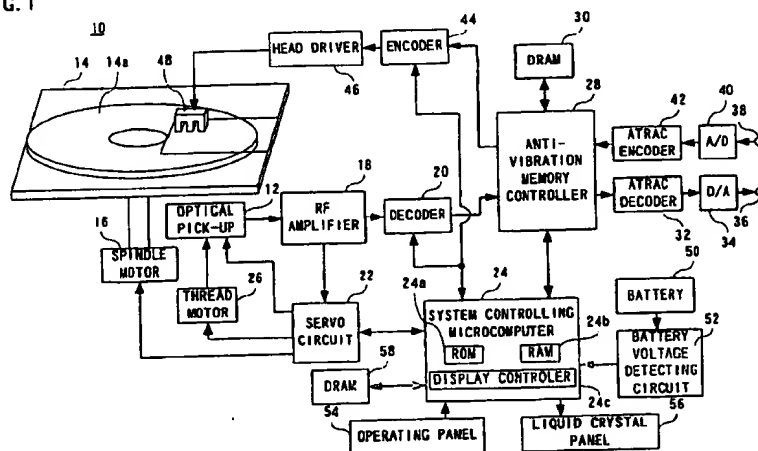 G. 1
10
14
14a
48
HEAD DRIVER
46
44
ENCODER
30
DRAM
28
ANTI-
VIBRATION
MEMORY
CONTROLLER
42
ATRAC
ENCODER
40
A/D
38
ATRAC
DECODER
32
D/A
34
36
12
OPTICAL
PICK-UP
18
RF
AMPLIFIER
20
DECODER
16
SPINDLE
MOTOR
THREAD
MOTOR
26
22
SERVO
CIRCUIT
24
24a
SYSTEM CONTROLLING
MICROCOMPUTER
24b
ROM
RAM
DISPLAY CONTROLER
24c
50
BATTERY
52
BATTERY
VOLTAGE
DETECTING
CIRCUIT
58
DRAM
54
OPERATING PANEL
LIQUID CRYSTAL
PANEL
56